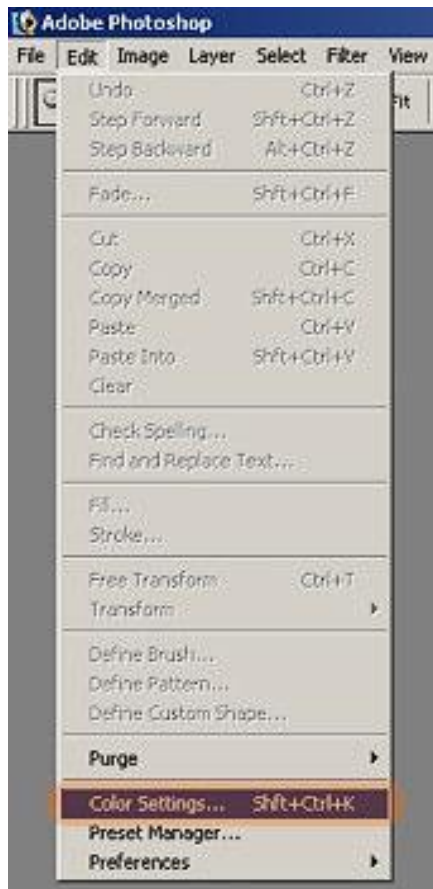 Adobe Photoshop
File Edit Image Layer Select Filter View
Fit
Undo Ctrl+Z
Step Forward Shft+Ctrl+Z
Step Backward Alt+Ctrl+Z
Fade... Shft+Ctrl+F
Cut Ctrl+X
Copy Ctrl+C
Copy Merged Shft+Ctrl+C
Paste Ctrl+V
Paste Into Shft+Ctrl+V
Clear
Check Spelling...
Find and Replace Text...
Fill...
Stroke...
Free Transform Ctrl+T
Transform
Define Brush...
Define Pattern...
Define Custom Shape...
Purge
Color Settings... Shft+Ctrl+K
Preset Manager...
Preferences